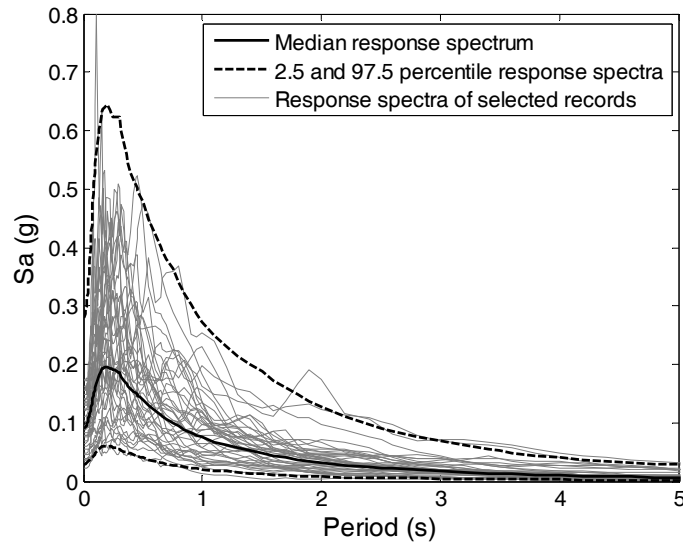 0.8
0.7
0.6
0.5
0.4
0.3
0.2
0.1
0
Sa (g)
Median response spectrum
2.5 and 97.5 percentile response spectra
Response spectra of selected records
0 1 2 3 4 5
Period (s)